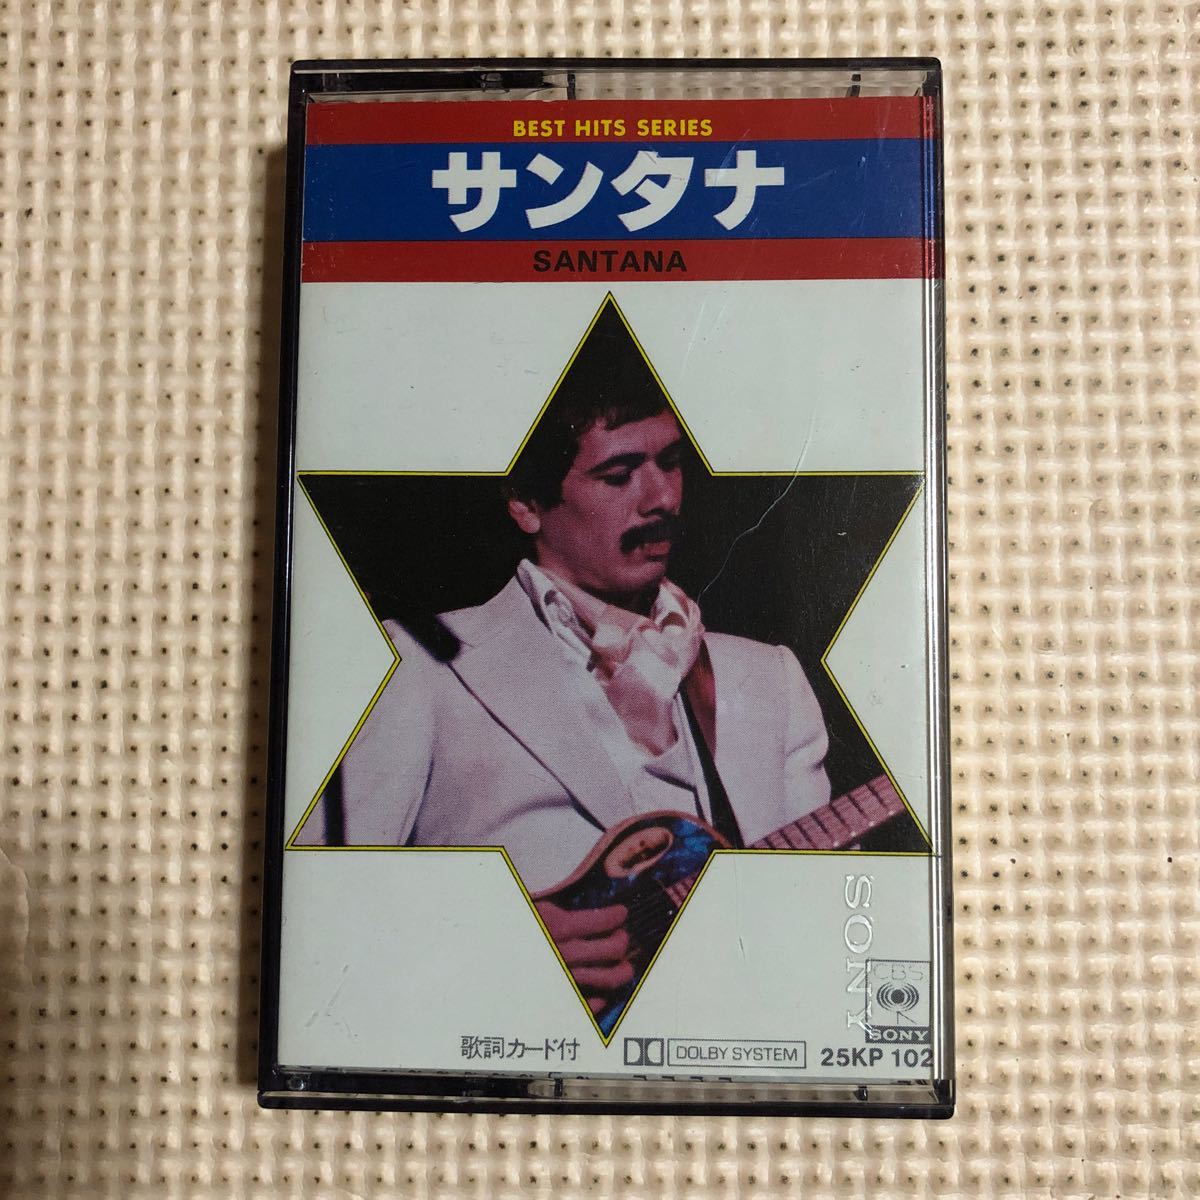 BEST HITS SERIES
サンタナ
SANTANA
SONY
CBS
SONY
歌詞カード付
DOLBY SYSTEM
25KP 102